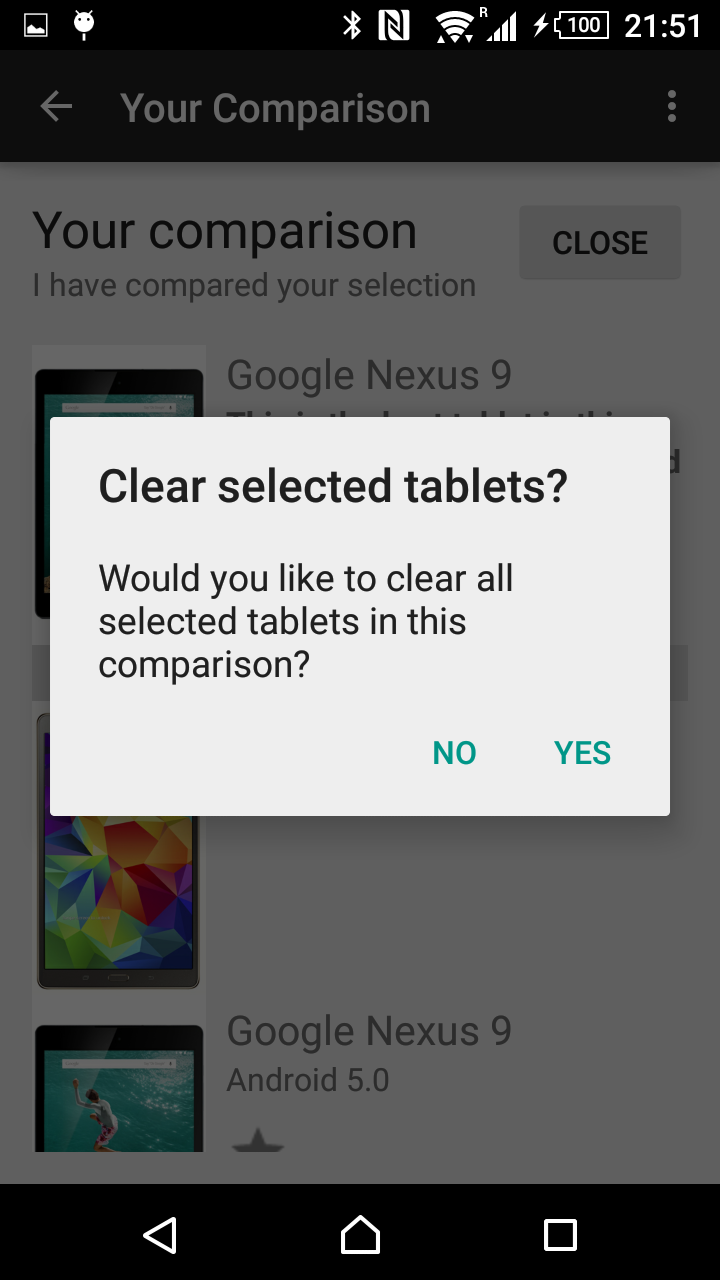 R
100
21:51
Your Comparison
Your comparison
CLOSE
I have compared your selection
Google Nexus 9
Clear selected tablets?
Would you like to clear all
selected tablets in this
comparison?
NO
YES
Google Nexus 9
Android 5.0